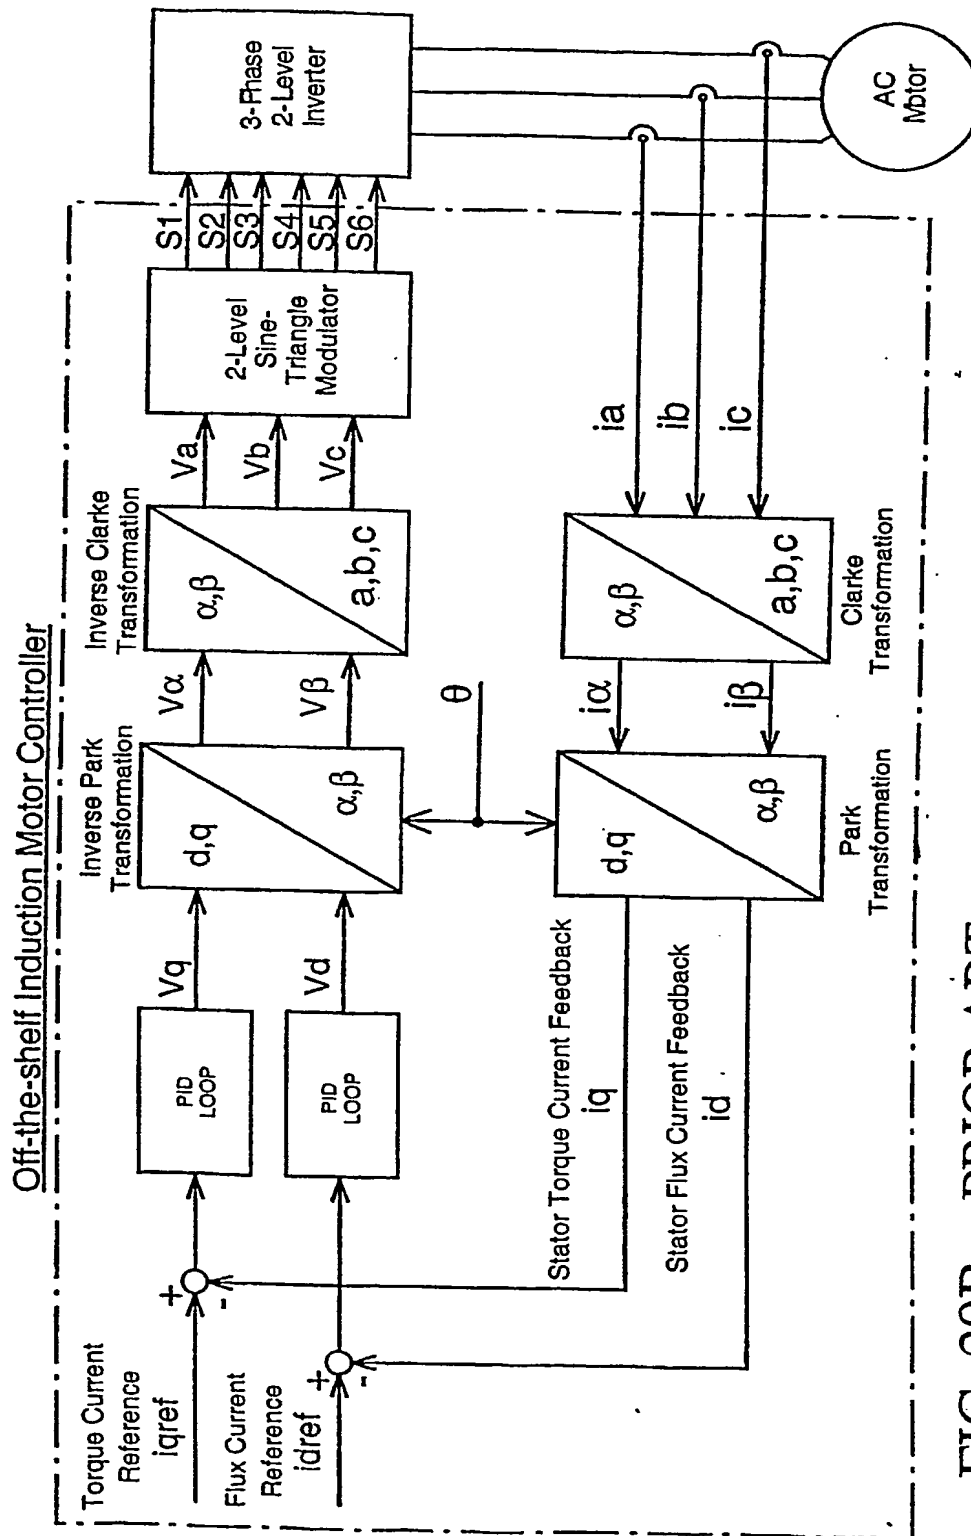 Off-the-shelf Induction Motor Controller
Torque Current
Reference
iqref
+
-
Flux Current
Reference
idref
+
-
PID
LOOP
PID
LOOP
Vq
Vd
Inverse Park
Transformation
d,q
α,β
Vα
Vβ
Inverse Clarke
Transformation
α,β
a,b,c
Va
Vb
Vc
2-Level
Sine-
Triangle
Modulator
S1
S2
S3
S4
S5
S6
3-Phase
2-Level
Inverter
θ
Stator Torque Current Feedback
iq
Stator Flux Current Feedback
id
d,q
α,β
Park
Transformation
iα
iβ
α,β
a,b,c
Clarke
Transformation
ia
ib
ic
AC
Motor
PRIOR ART